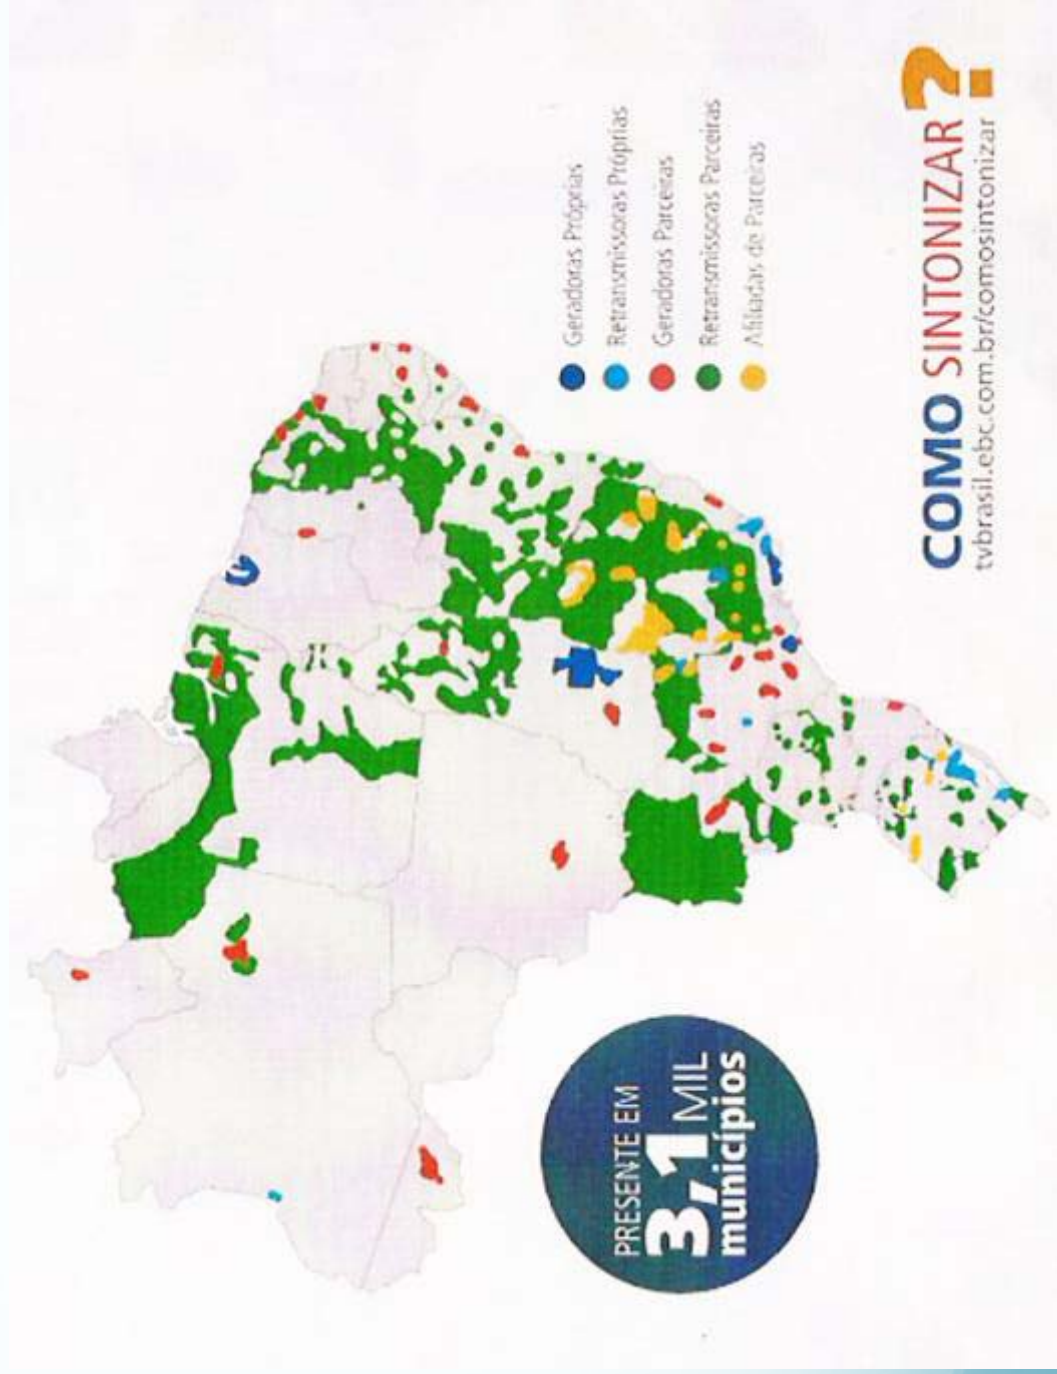 Geradoras Próprias
Retransmissoras Próprias
Geradoras Parceiras
Retransmissoras Parceiras
Afiliadas de Parceiras
PRESENTE EM
3,1 MIL
municípios
COMO SINTONIZAR ?
tvbrasil.ebc.com.br/comosintonizar